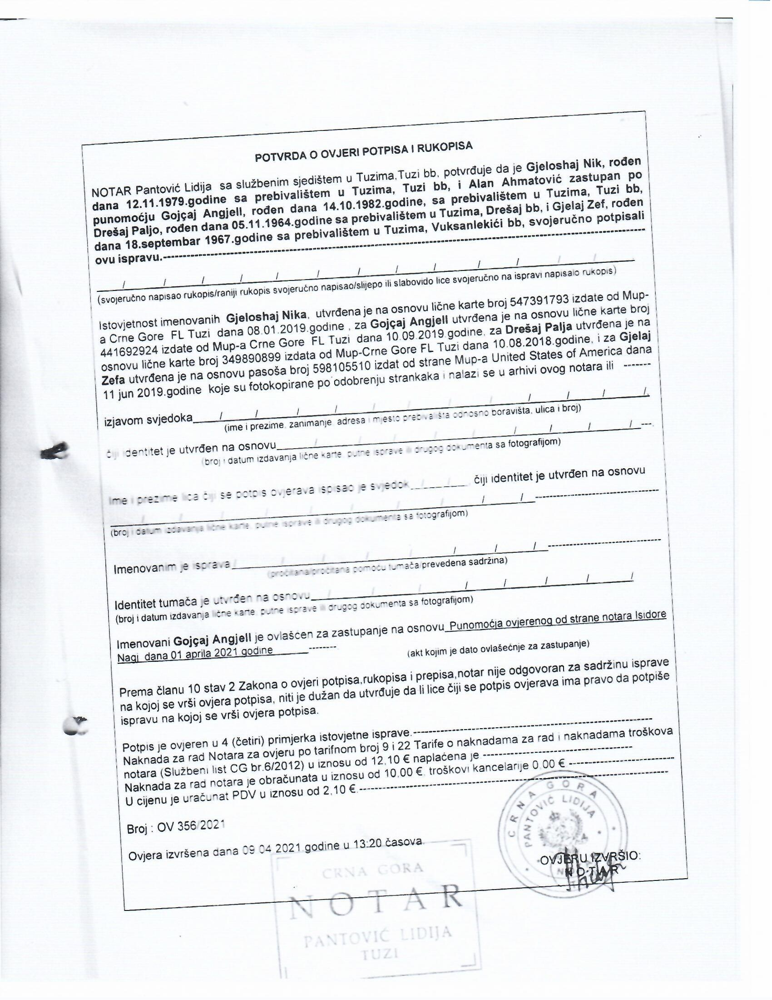 POTVRDA O OVJERI POTPISA I RUKOPISA
NOTAR Pantović Lidija sa službenim sjedištem u Tuzima,Tuzi bb, potvrđuje da je Gjeloshaj Nik, rođen
dana 12.11.1979.godine sa prebivalištem u Tuzima, Tuzi bb, i Alan Ahmatović zastupan po
punomoćju Gojçaj Angjell, rođen dana 14.10.1982.godine, sa prebivalištem u Tuzima, Tuzi bb,
Drešaj Paljo, rođen dana 05.11.1964.godine sa prebivalištem u Tuzima, Drešaj bb, i Gjelaj Zef, rođen
dana 18.septembar 1967.godine sa prebivalištem u Tuzima, Vuksanlekići bb, svojeručno potpisali
ovu ispravu.--------------------
/ / / / / / / / / / / / /
(svojeručno napisao rukopis/raniji rukopis svojeručno napisao/slijepo ili slabovido lice svojeručno na ispravi napisalo rukopis)
Istovjetnost imenovanih Gjeloshaj Nika, utvrđena je na osnovu lične karte broj 547391793 izdate od Mup-
a Crne Gore FL Tuzi dana 08.01.2019.godine , za Gojçaj Angjell utvrđena je na osnovu lične karte broj
441692924 izdate od Mup-a Crne Gore FL Tuzi dana 10.09.2019.godine, za Drešaj Palja utvrđena je na
osnovu lične karte broj 349890899 izdata od Mup-Crne Gore FL Tuzi dana 10.08.2018.godine, i za Gjelaj
Zefa utvrđena je na osnovu pasoša broj 598105510 izdat od strane Mup-a United States of America dana
11 jun 2019.godine koje su fotokopirane po odobrenju strankaka i nalazi se u arhivi ovog notara ili -------
izjavom svjedoka____/ / / / / / / / / / / /.
(ime i prezime, zanimanje, adresa i mjesto prebivališta odnosno boravišta, ulica i broj)
čiji identitet je utvrđen na osnovu______/ / / / / / / / /---.
(broj i datum izdavanja lične karte, putne isprave ili drugog dokumenta sa fotografijom)
Ime i prezime lica čiji se potpis ovjerava ispisao je svjedok__/___/___, čiji identitet je utvrđen na osnovu
/ / / / / / / / / / / --------------------
(broj i datum izdavanja lične karte, putne isprave ili drugog dokumenta sa fotografijom)
Imenovanim je isprava/ / / / / / / / /--------------------
(pročitana/pročitana pomoću tumača/prevedena sadržina)
Identitet tumača je utvrđen na osnovu___/ / / / / / / / /
(broj i datum izdavanja lične karte, putne isprave ili drugog dokumenta sa fotografijom)
Imenovani Gojçaj Angjell je ovlašćen za zastupanje na osnovu Punomoćja ovjerenog od strane notara Isidore
Nagi dana 01 aprila 2021 godine______--------
(akt kojim je dato ovlašećnje za zastupanje)
Prema članu 10 stav 2 Zakona o ovjeri potpisa,rukopisa i prepisa,notar nije odgovoran za sadržinu isprave
na kojoj se vrši ovjera potpisa, niti je dužan da utvrđuje da li lice čiji se potpis ovjerava ima pravo da potpiše
ispravu na kojoj se vrši ovjera potpisa.
Potpis je ovjeren u 4 (četiri) primjerka istovjetne isprave.--------------------
Naknada za rad Notara za ovjeru po tarifnom broj 9 i 22 Tarife o naknadama za rad i naknadama troškova
notara (Službeni list CG br.6/2012) u iznosu od 12,10 € naplaćena je --------------------
Naknada za rad notara je obračunata u iznosu od 10,00 €, troškovi kancelarije 0,00 € --------------------
U cijenu je uračunat PDV u iznosu od 2,10 €.--------------------
Broj : OV 356/2021
Ovjera izvršena dana 09 04 2021.godine u 13:20 časova.
CRNA GORA
PANTOVIĆ LIDIJA
OVJERU IZVRŠIO:
N O T A R
CRNA GORA
NOTAR
PANTOVIĆ LIDIJA
TUZI